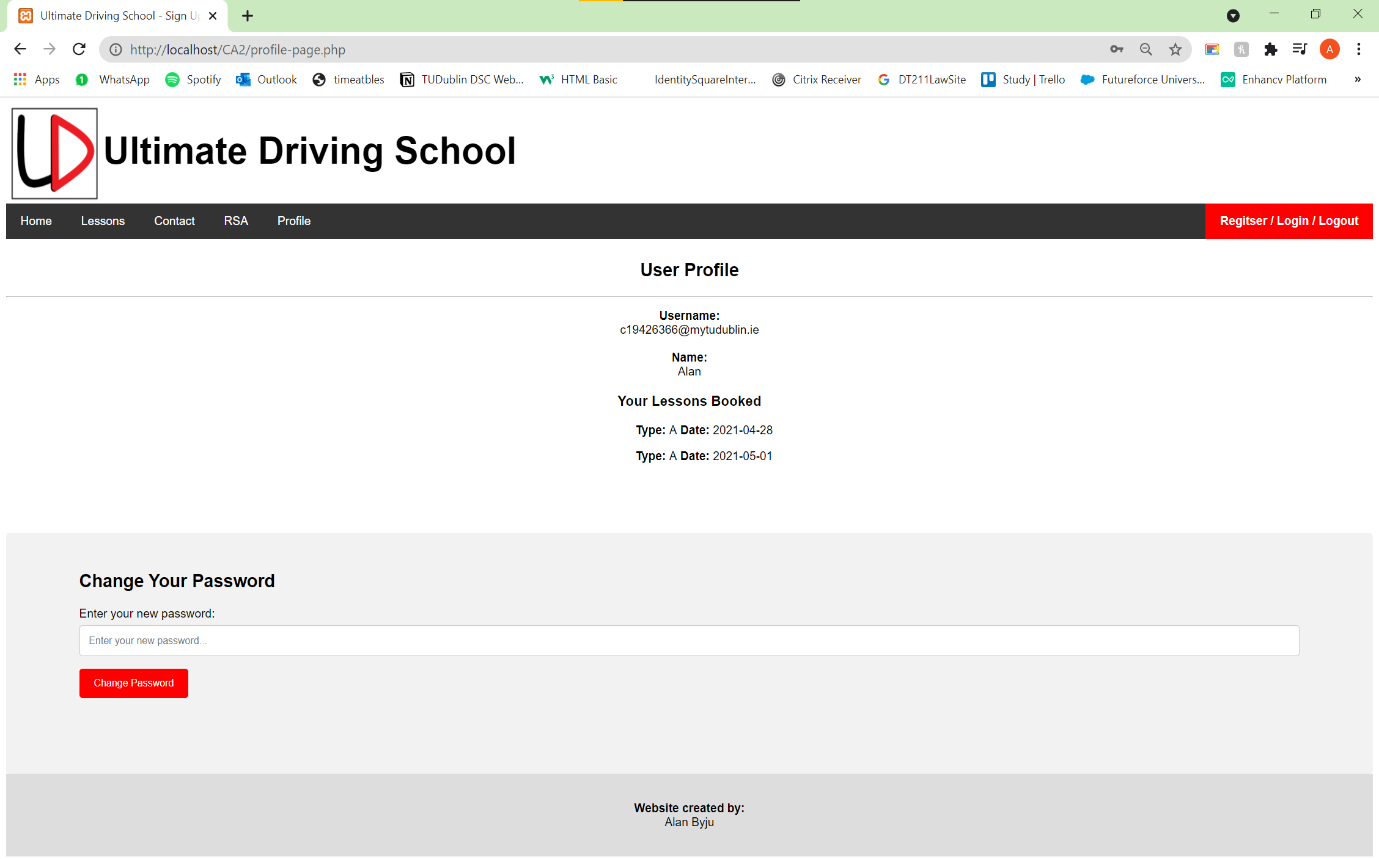 Ultimate Driving School - Sign U
http://localhost/CA2/profile-page.php
A
Apps 1 WhatsApp Spotify Outlook timeatbles TUDublin DSC Web... HTML Basic IdentitySquareInter... Citrix Receiver DT211LawSite Study | Trello Futureforce Univers... Enhancv Platform »
UD Ultimate Driving School
Home Lessons Contact RSA Profile Regitser / Login / Logout
User Profile
Username:
c19426366@mytudublin.ie
Name:
Alan
Your Lessons Booked
Type: A Date: 2021-04-28
Type: A Date: 2021-05-01
Change Your Password
Enter your new password:
Enter your new password...
Change Password
Website created by:
Alan Byju